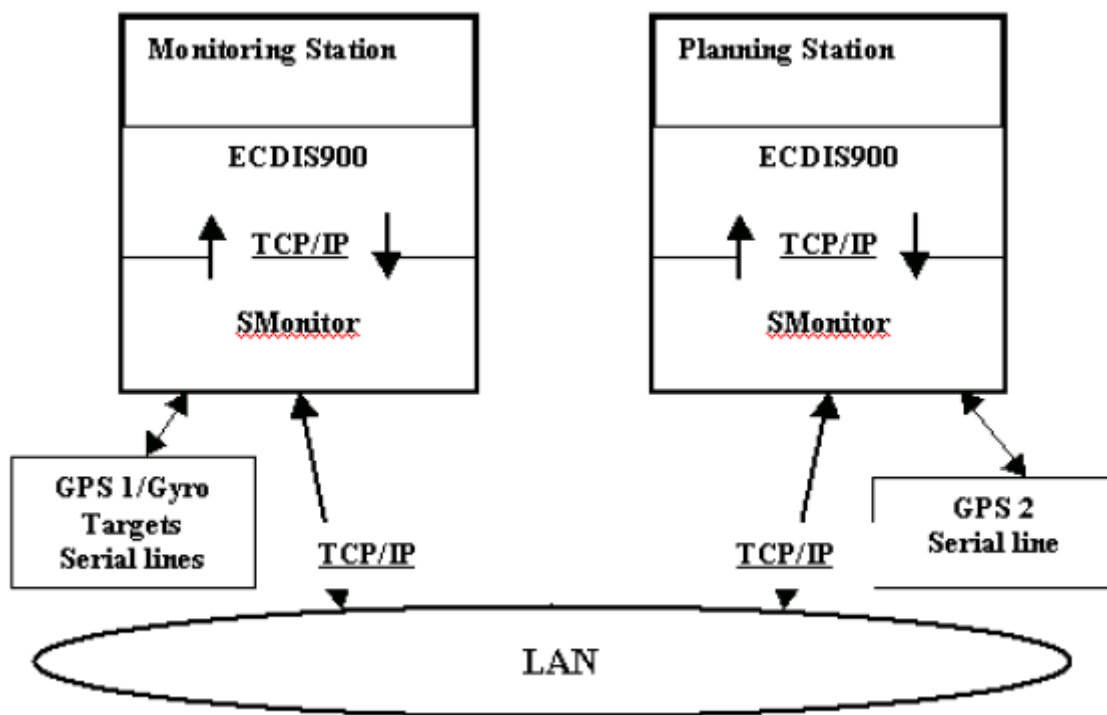 Monitoring Station
ECDIS900
TCP/IP
SMonitor
Planning Station
ECDIS900
TCP/IP
SMonitor
GPS 1/Gyro
Targets
Serial lines
TCP/IP
TCP/IP
GPS 2
Serial line
LAN